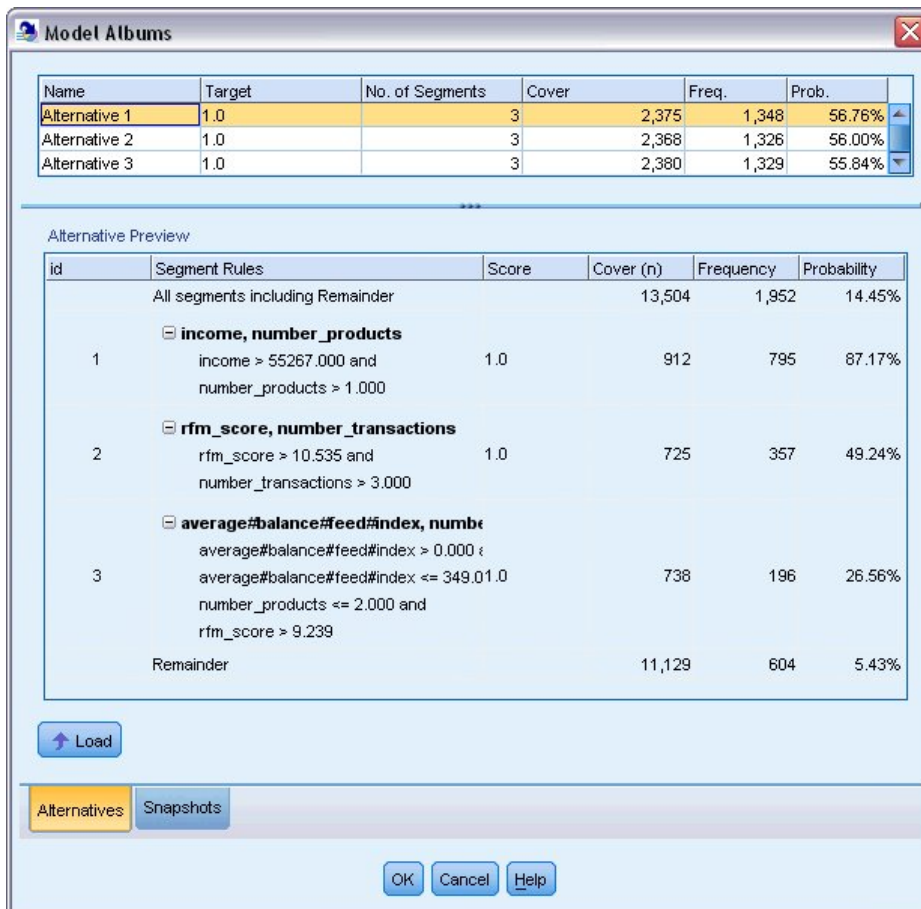 Model Albums
Name Target No. of Segments Cover Freq. Prob.
Alternative 1 1.0 3 2,375 1,348 56.76%
Alternative 2 1.0 3 2,368 1,326 56.00%
Alternative 3 1.0 3 2,380 1,329 55.84%
Alternative Preview
id Segment Rules Score Cover (n) Frequency Probability
All segments including Remainder 13,504 1,952 14.45%
income, number_products
1 income > 55267.000 and 1.0 912 795 87.17%
number_products > 1.000
rfm_score, number_transactions
2 rfm_score > 10.535 and 1.0 725 357 49.24%
number_transactions > 3.000
average#balance#feed#index, numbe
average#balance#feed#index > 0.000
3 average#balance#feed#index <= 349.0 1.0 738 196 26.56%
number_products <= 2.000 and
rfm_score > 9.239
Remainder 11,129 604 5.43%
Load
Alternatives Snapshots
OK Cancel Help